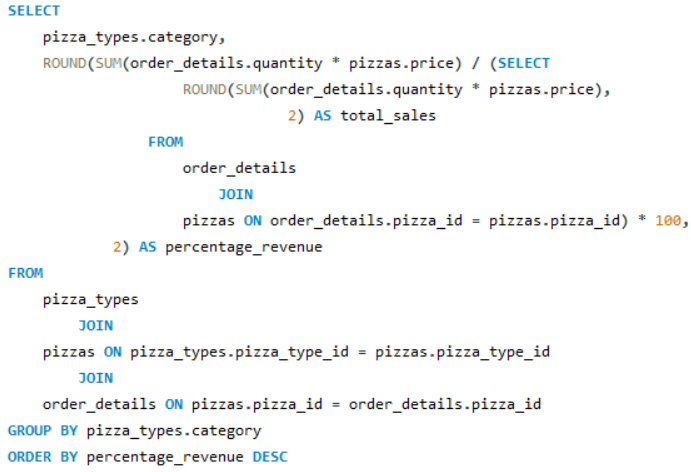 SELECT
    pizza_types.category,
    ROUND(SUM(order_details.quantity * pizzas.price) / (SELECT
                    ROUND(SUM(order_details.quantity * pizzas.price),
                                2) AS total_sales
                FROM
                    order_details
                        JOIN
                    pizzas ON order_details.pizza_id = pizzas.pizza_id) * 100,
            2) AS percentage_revenue
FROM
    pizza_types
        JOIN
    pizzas ON pizza_types.pizza_type_id = pizzas.pizza_type_id
        JOIN
    order_details ON pizzas.pizza_id = order_details.pizza_id
GROUP BY pizza_types.category
ORDER BY percentage_revenue DESC